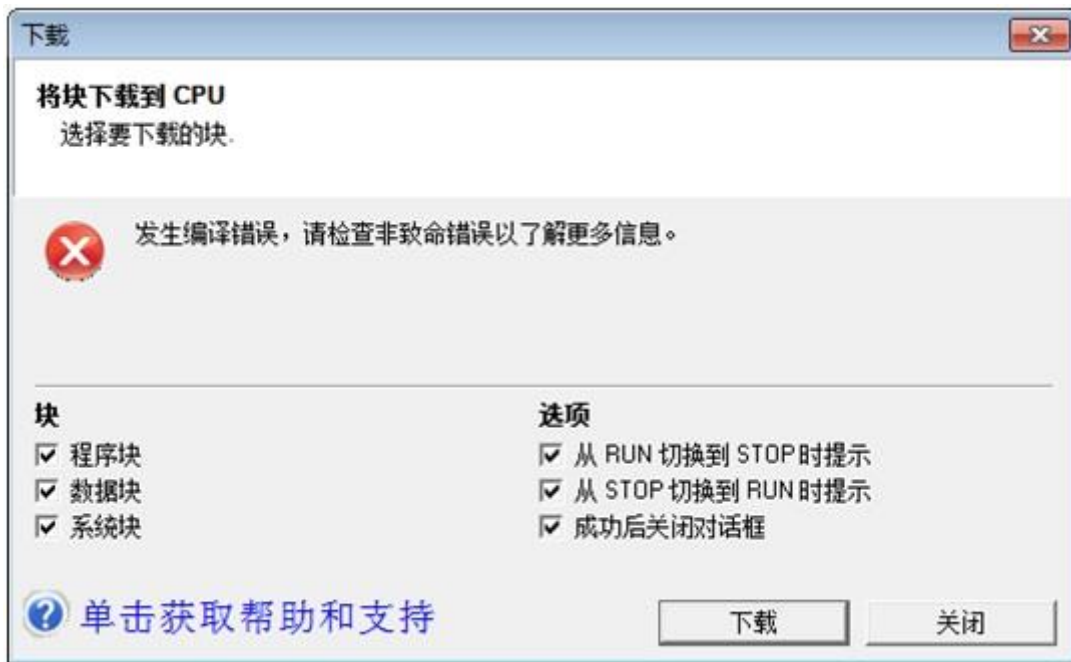 下载
将块下载到 CPU
选择要下载的块.
发生编译错误，请检查非致命错误以了解更多信息。
块
选项
程序块
从 RUN 切换到 STOP 时提示
数据块
从 STOP 切换到 RUN 时提示
系统块
成功后关闭对话框
单击获取帮助和支持
下载
关闭